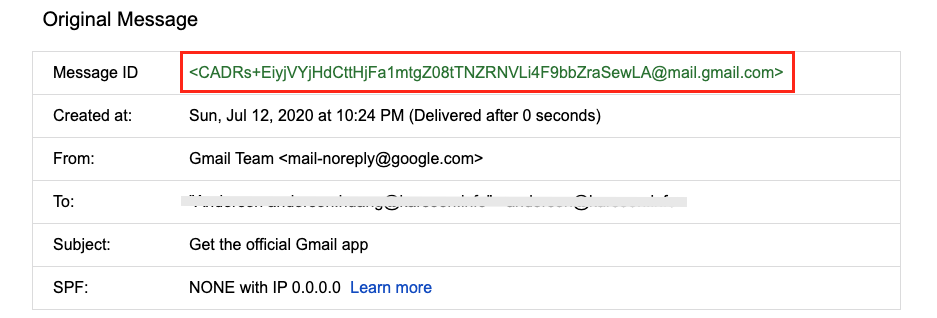 Original Message
Message ID <CADRs+EiyjVYjHdCttHjFa1mtgZ08tTNZRNVLi4F9bbZraSewLA@mail.gmail.com>
Created at: Sun, Jul 12, 2020 at 10:24 PM (Delivered after 0 seconds)
From: Gmail Team <mail-noreply@google.com>
To:
Subject: Get the official Gmail app
SPF: NONE with IP 0.0.0.0 Learn more